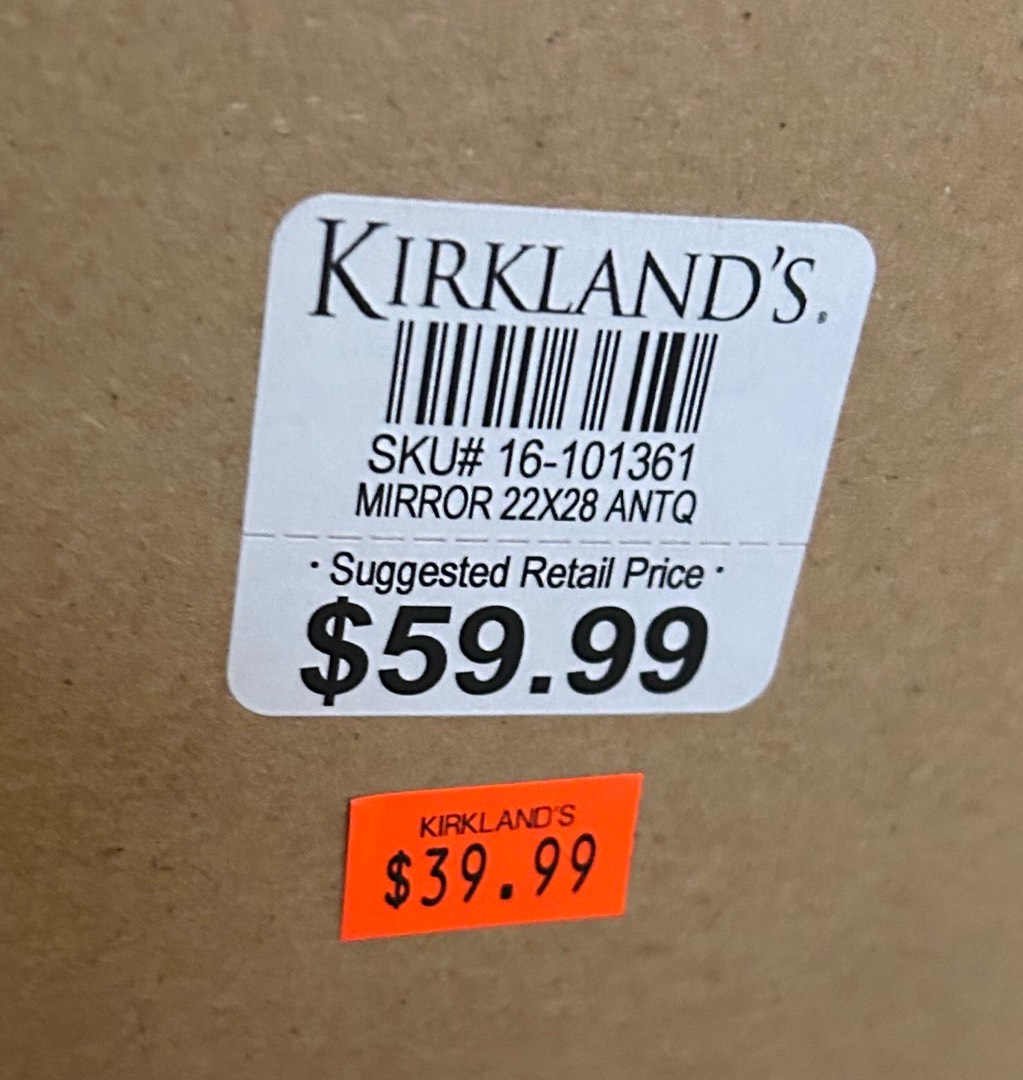 KIRKLAND'S.
SKU# 16-101361
MIRROR 22X28 ANTQ
· Suggested Retail Price ·
$59.99
KIRKLAND'S
$39.99